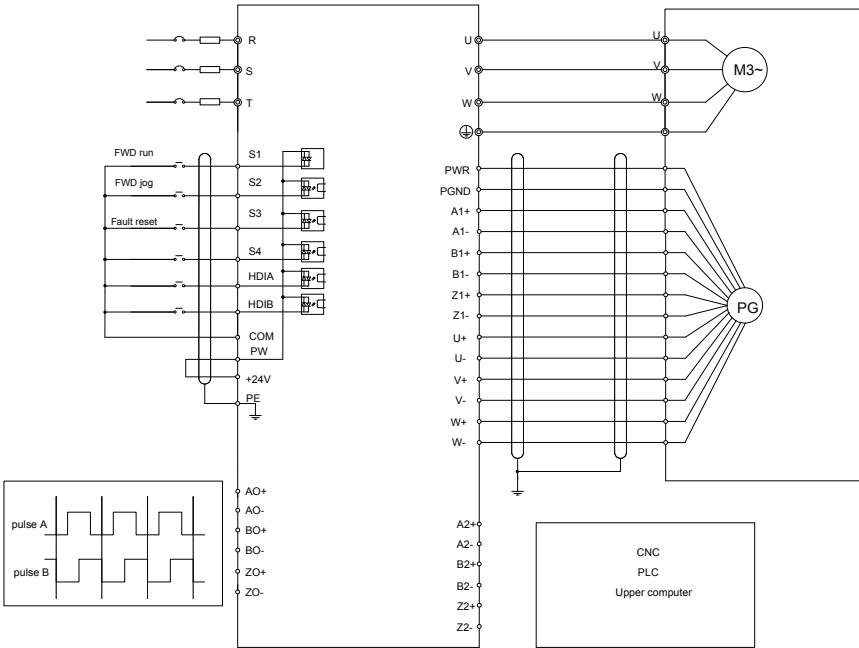 R
S
T
FWD run
S1
FWD jog
S2
Fault reset
S3
S4
HDIA
HDIB
COM
PW
+24V
PE
pulse A
pulse B
AO+
AO-
BO+
BO-
ZO+
ZO-
U
V
W
PWR
PGND
A1+
A1-
B1+
B1-
Z1+
Z1-
U+
U-
V+
V-
W+
W-
A2+
A2-
B2+
B2-
Z2+
Z2-
U
V
W
M3~
PG
CNC
PLC
Upper computer